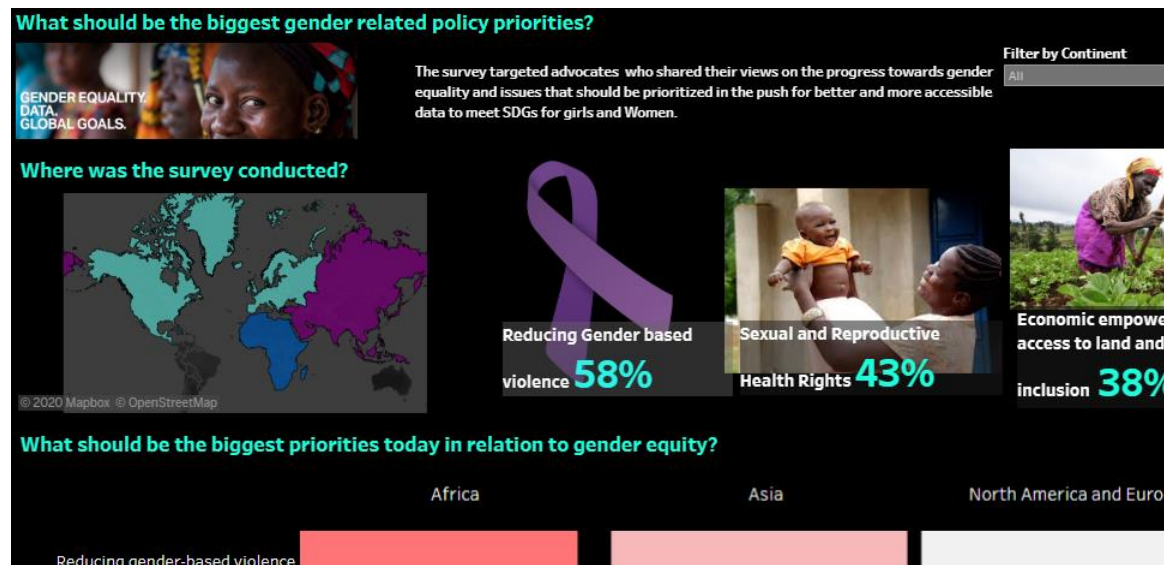 What should be the biggest gender related policy priorities?
GENDER EQUALITY.
DATA.
GLOBAL GOALS.
The survey targeted advocates who shared their views on the progress towards gender
equality and issues that should be prioritized in the push for better and more accessible
data to meet SDGs for girls and Women.
Filter by Continent
All
Where was the survey conducted?
© 2020 Mapbox © OpenStreetMap
Reducing Gender based
violence 58%
Sexual and Reproductive
Health Rights 43%
Economic empowe
access to land and
inclusion 38%
What should be the biggest priorities today in relation to gender equity?
Africa
Asia
North America and Euro
Reducing gender-based violence